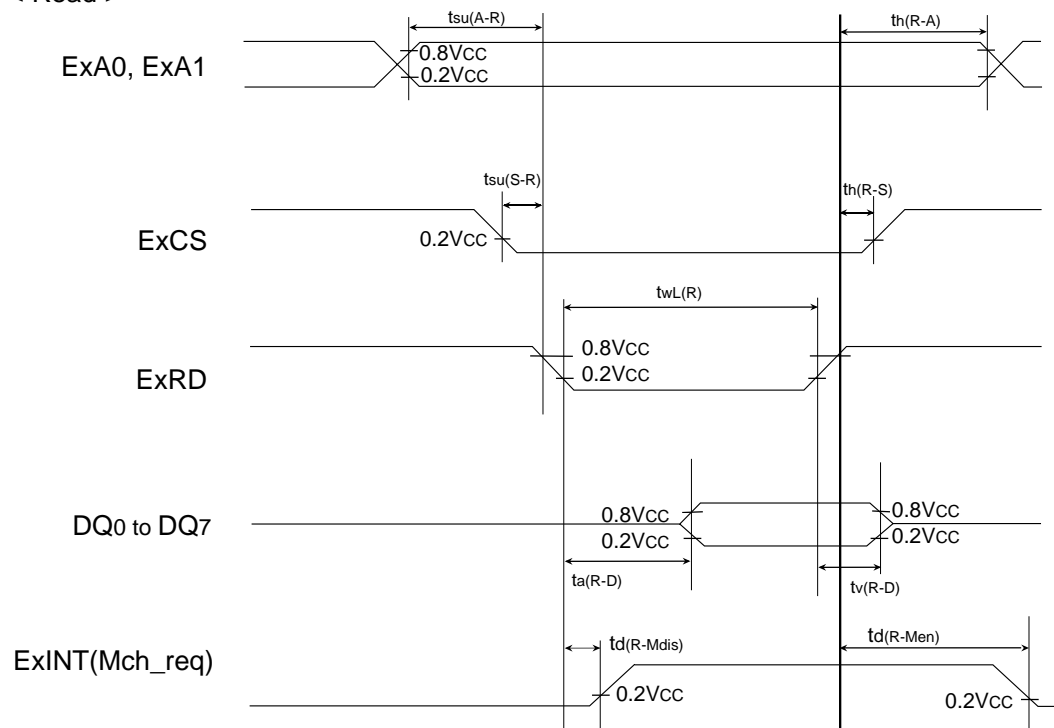 < Read >
tsu(A-R)
th(R-A)
ExA0, ExA1
0.8VCC
0.2VCC
tsu(S-R)
th(R-S)
ExCS
0.2VCC
twL(R)
ExRD
0.8VCC
0.2VCC
DQ0 to DQ7
0.8VCC
0.2VCC
0.8VCC
0.2VCC
ta(R-D)
tv(R-D)
ExINT(Mch_req)
td(R-Mdis)
td(R-Men)
0.2VCC
0.2VCC